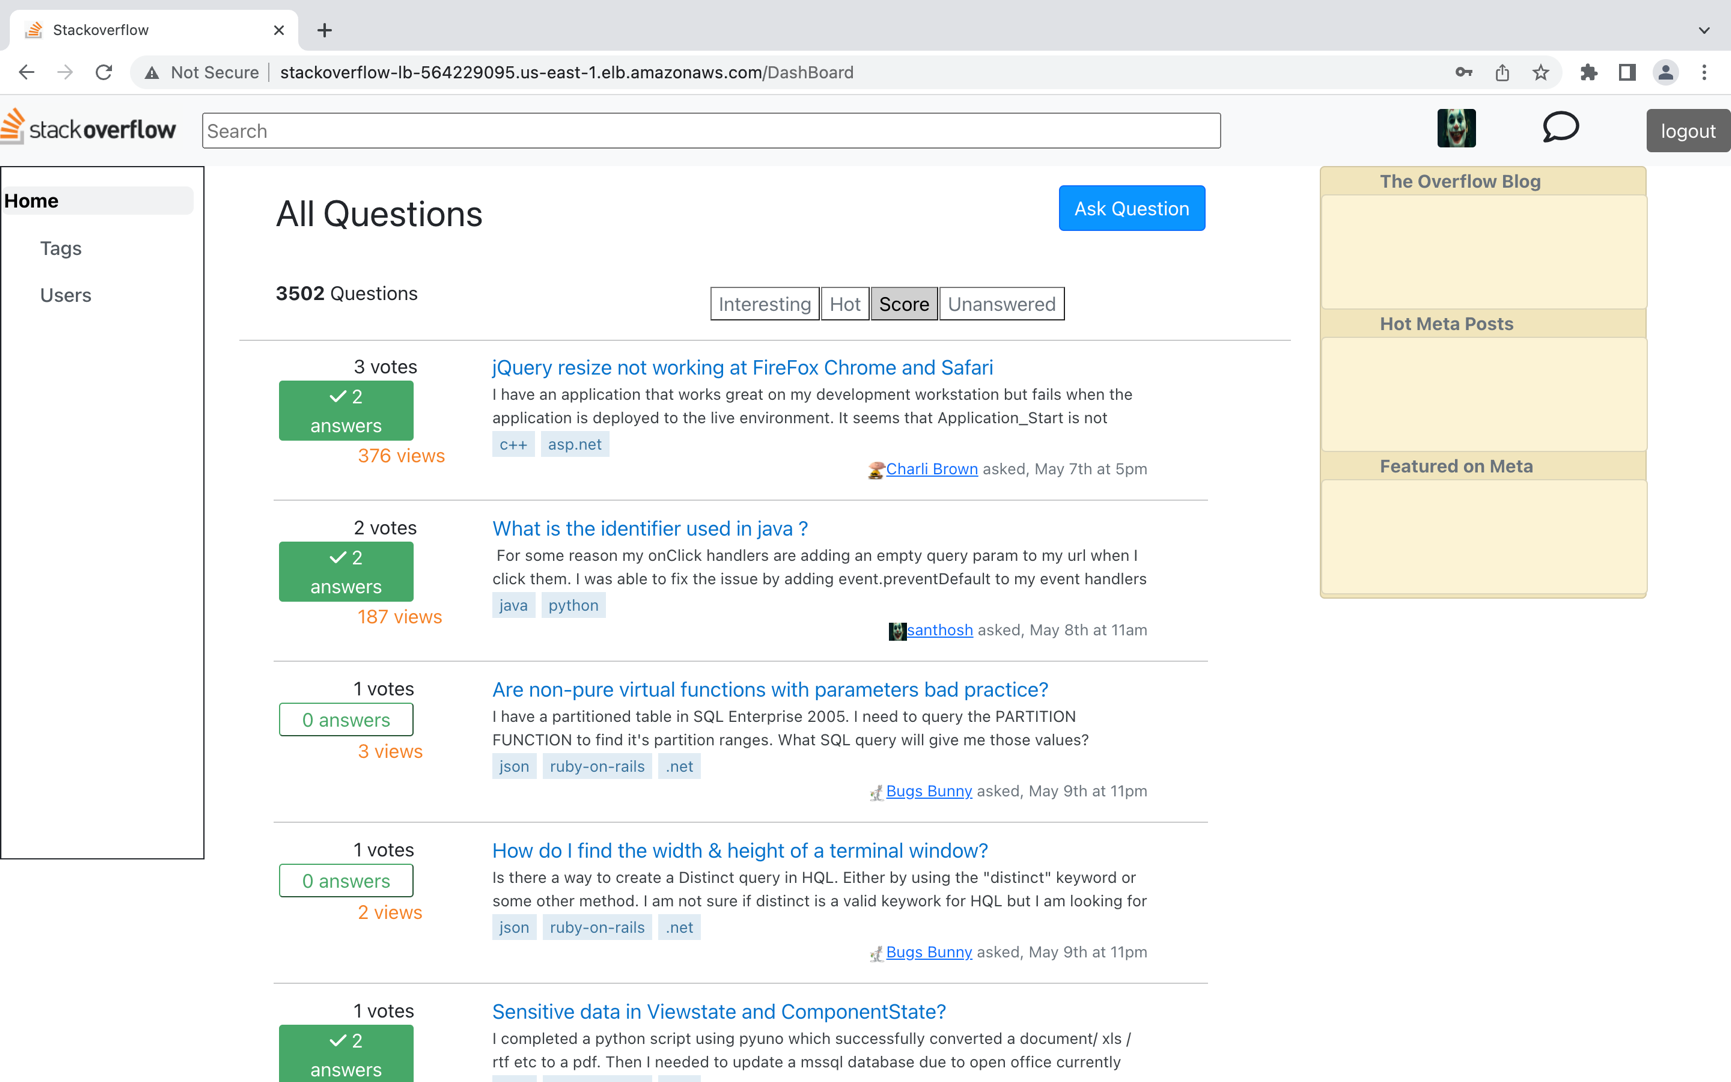 Stackoverflow
Not Secure | stackoverflow-lb-564229095.us-east-1.elb.amazonaws.com/DashBoard
stackoverflow
Search
logout
Home
Tags
Users
All Questions
Ask Question
3502 Questions
Interesting
Hot
Score
Unanswered
3 votes
✓ 2
answers
376 views
jQuery resize not working at FireFox Chrome and Safari
I have an application that works great on my development workstation but fails when the
application is deployed to the live environment. It seems that Application_Start is not
c++ asp.net
Charli Brown asked, May 7th at 5pm
2 votes
✓ 2
answers
187 views
What is the identifier used in java ?
For some reason my onClick handlers are adding an empty query param to my url when I
click them. I was able to fix the issue by adding event.preventDefault to my event handlers
java python
santhosh asked, May 8th at 11am
1 votes
0 answers
3 views
Are non-pure virtual functions with parameters bad practice?
I have a partitioned table in SQL Enterprise 2005. I need to query the PARTITION
FUNCTION to find it's partition ranges. What SQL query will give me those values?
json ruby-on-rails .net
Bugs Bunny asked, May 9th at 11pm
1 votes
0 answers
2 views
How do I find the width & height of a terminal window?
Is there a way to create a Distinct query in HQL. Either by using the "distinct" keyword or
some other method. I am not sure if distinct is a valid keywork for HQL but I am looking for
json ruby-on-rails .net
Bugs Bunny asked, May 9th at 11pm
1 votes
✓ 2
answers
Sensitive data in Viewstate and ComponentState?
I completed a python script using pyuno which successfully converted a document/ xls /
rtf etc to a pdf. Then I needed to update a mssql database due to open office currently
The Overflow Blog
Hot Meta Posts
Featured on Meta